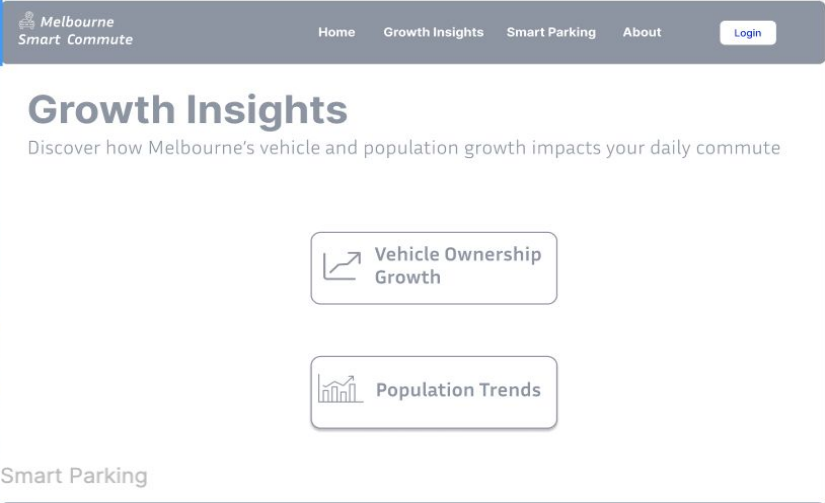 Melbourne
Smart Commute
Home Growth Insights Smart Parking About Login
Growth Insights
Discover how Melbourne's vehicle and population growth impacts your daily commute
Vehicle Ownership
Growth
Population Trends
Smart Parking